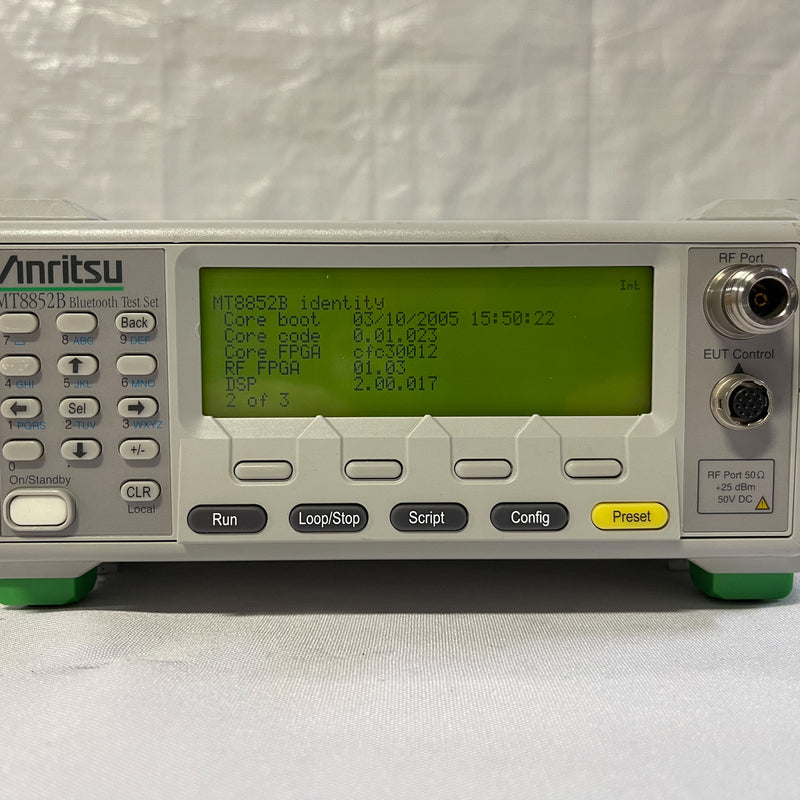 Anritsu
MT8852B Bluetooth Test Set
7
8 ABC
Back
9 DEF
4 GHI
5 JKL
6 MNO
1 PQRS
Sel
2 TUV
3 WXYZ
0
.
+/-
On/Standby
CLR
Local
Int
MT8852B identity
Core boot 03/10/2005 15:50:22
Core code 0.01.023
Core FPGA cfc30012
RF FPGA 01.03
DSP 2.00.017
2 of 3
Run
Loop/Stop
Script
Config
Preset
RF Port
EUT Control
RF Port 50Ω
+25 dBm
50V DC